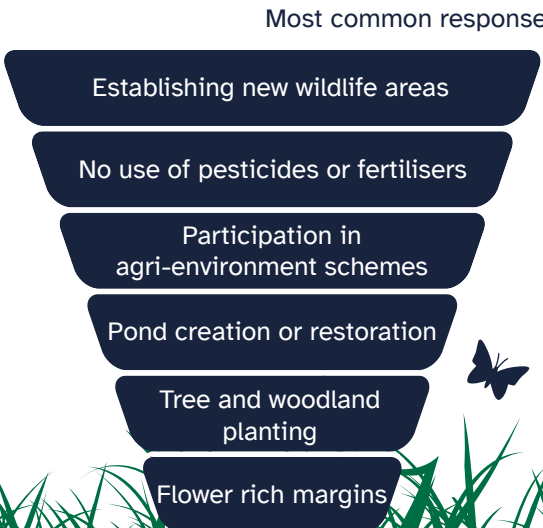 Most common response
Establishing new wildlife areas
No use of pesticides or fertilisers
Participation in
agri-environment schemes
Pond creation or restoration
Tree and woodland
planting
Flower rich margins